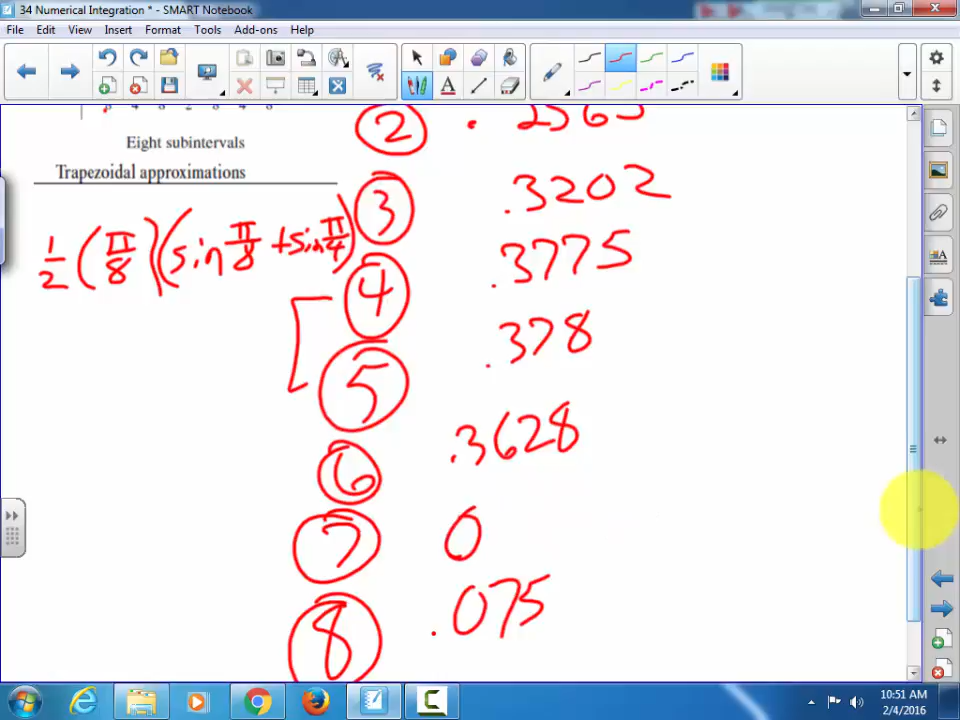 34 Numerical Integration * - SMART Notebook
File Edit View Insert Format Tools Add-ons Help
Eight subintervals
Trapezoidal approximations
2 .2565
3 .3202
1/2 (π/8)(sin π/8 + sin π/4)
.3775
4
.378
5
.3628
6
7 0
8 .075
10:51 AM
2/4/2016